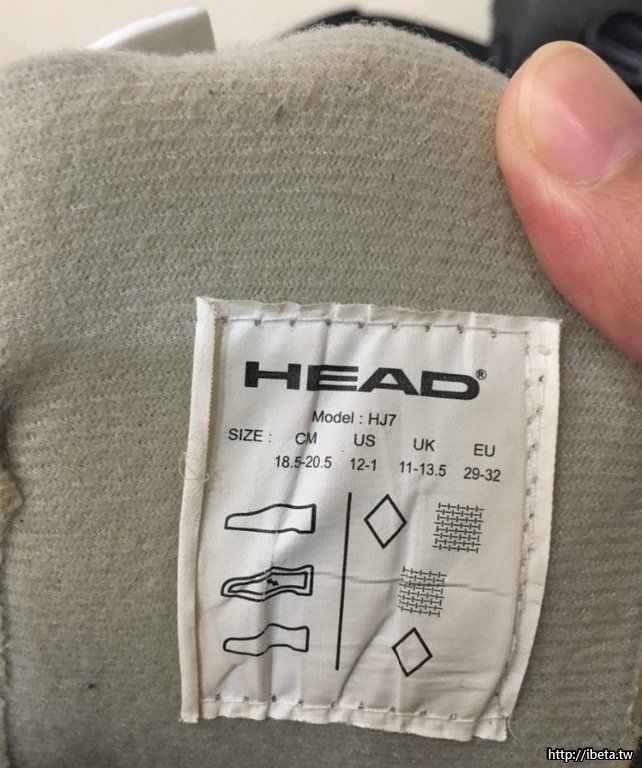 HEAD®
Model : HJ7
SIZE : CM US UK EU
18.5-20.5 12-1 11-13.5 29-32
http://ibeta.tw